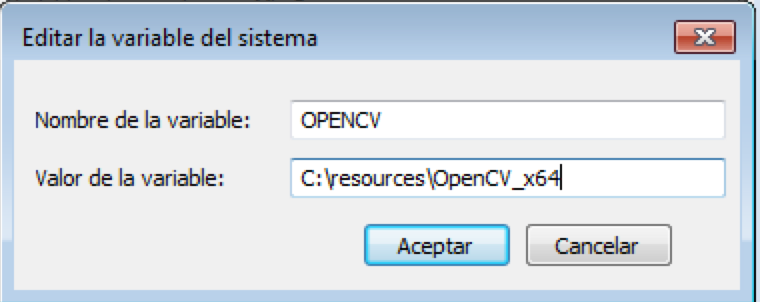 Editar la variable del sistema
Nombre de la variable: OPENCV
Valor de la variable: C:\resources\OpenCV_x64
Aceptar Cancelar